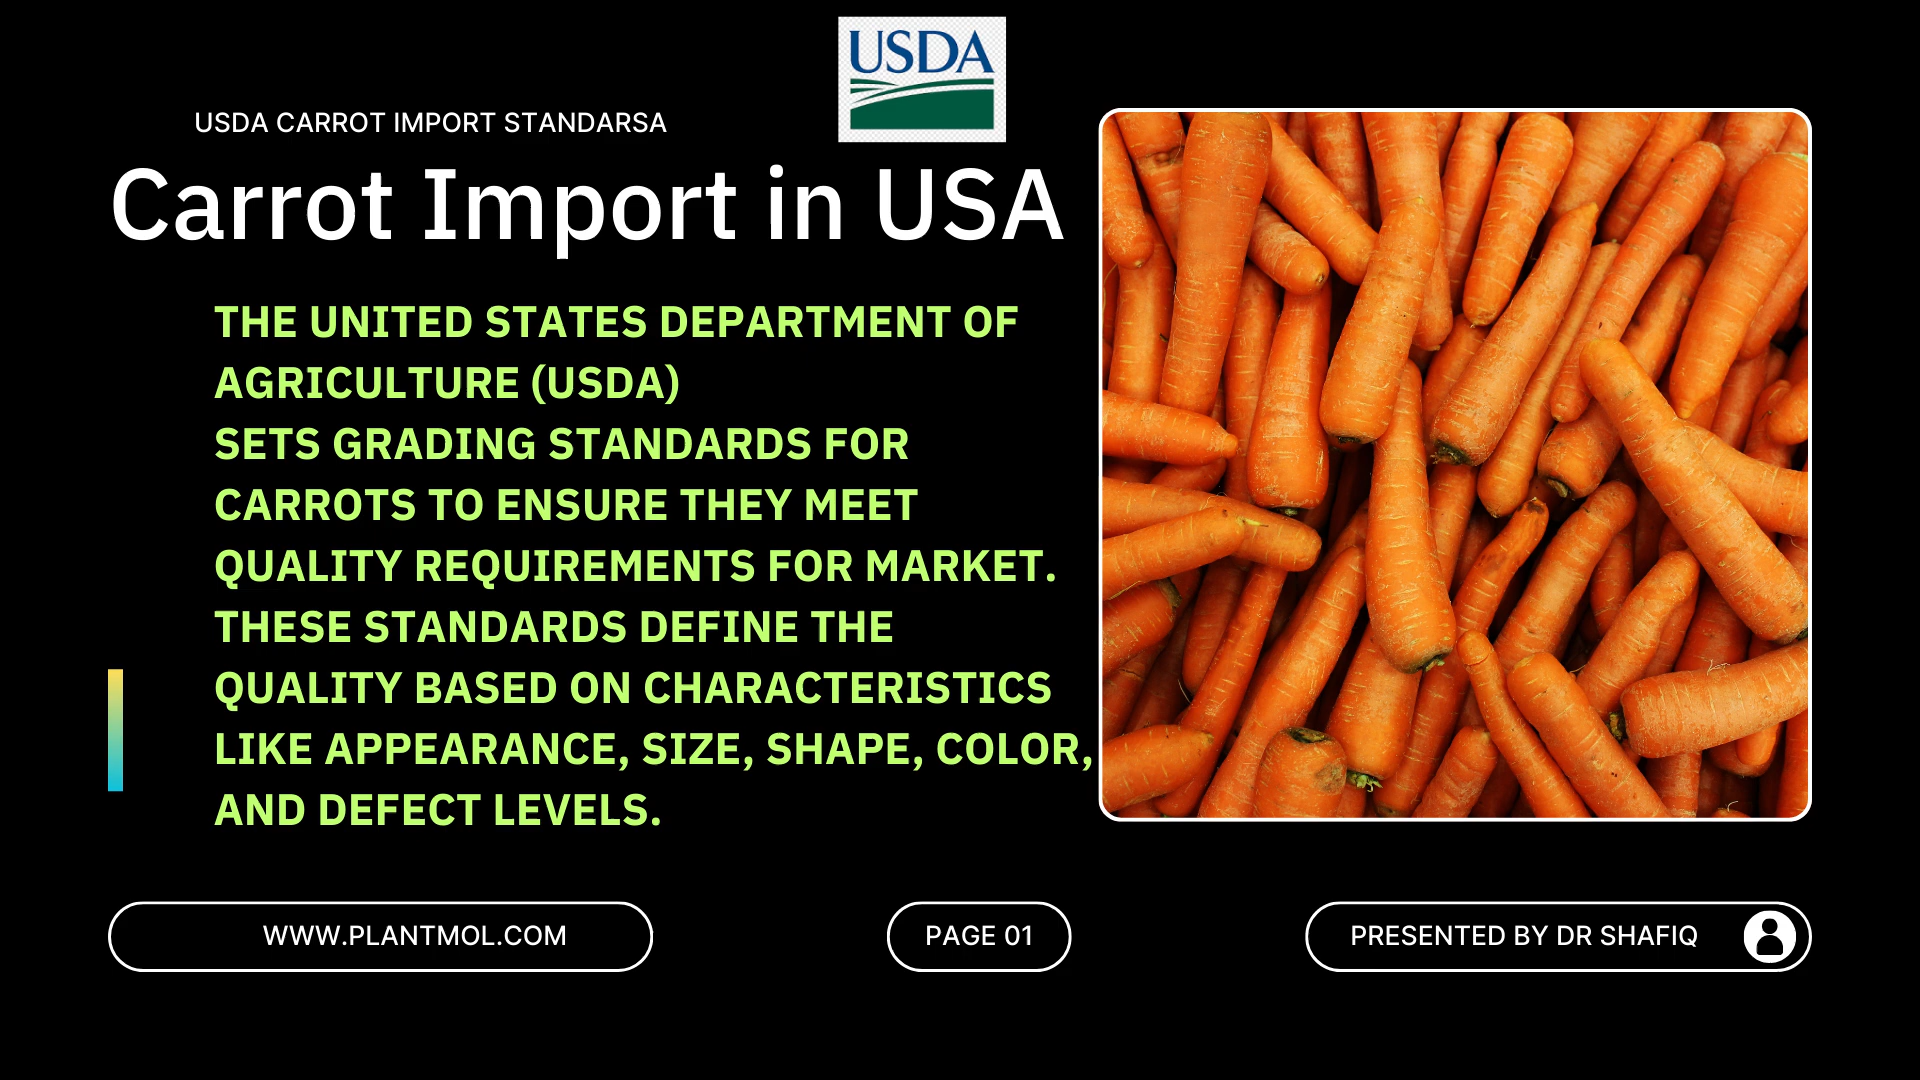 USDA
USDA CARROT IMPORT STANDARSA
Carrot Import in USA
THE UNITED STATES DEPARTMENT OF
AGRICULTURE (USDA)
SETS GRADING STANDARDS FOR
CARROTS TO ENSURE THEY MEET
QUALITY REQUIREMENTS FOR MARKET.
THESE STANDARDS DEFINE THE
QUALITY BASED ON CHARACTERISTICS
LIKE APPEARANCE, SIZE, SHAPE, COLOR,
AND DEFECT LEVELS.
WWW.PLANTMOL.COM
PAGE 01
PRESENTED BY DR SHAFIQ